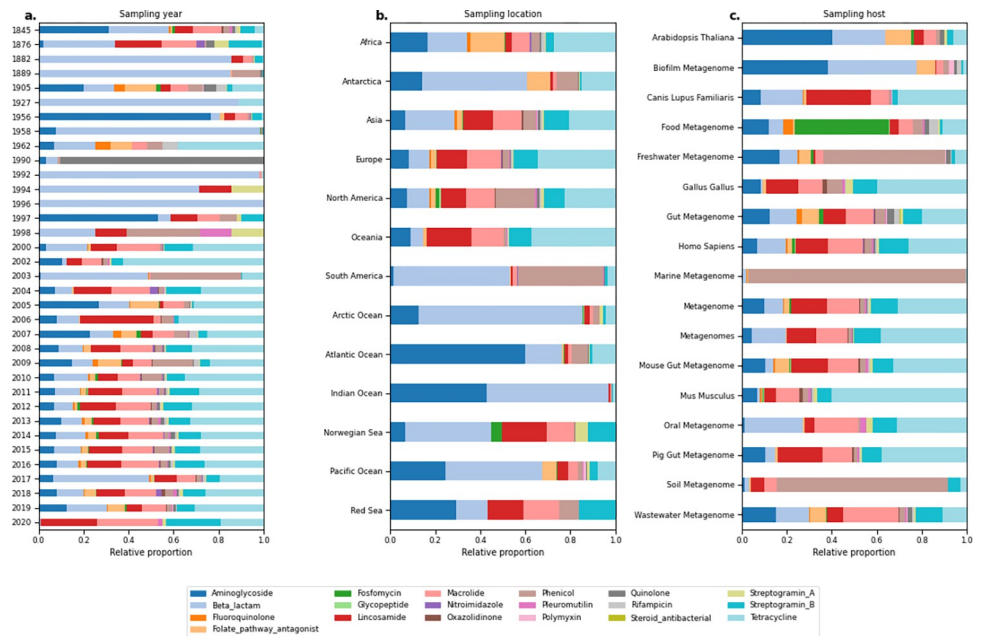 a.
Sampling year
1845
1876
1882
1889
1905
1927
1956
1958
1962
1990
1992
1994
1996
1997
1998
2000
2002
2003
2004
2005
2006
2007
2008
2009
2010
2011
2012
2013
2014
2015
2016
2017
2018
2019
2020
0.0 0.2 0.4 0.6 0.8 1.0
Relative proportion
b.
Sampling location
Africa
Antarctica
Asia
Europe
North America
Oceania
South America
Arctic Ocean
Atlantic Ocean
Indian Ocean
Norwegian Sea
Pacific Ocean
Red Sea
0.0 0.2 0.4 0.6 0.8 1.0
Relative proportion
c.
Sampling host
Arabidopsis Thaliana
Biofilm Metagenome
Canis Lupus Familiaris
Food Metagenome
Freshwater Metagenome
Gallus Gallus
Gut Metagenome
Homo Sapiens
Marine Metagenome
Metagenome
Metagenomes
Mouse Gut Metagenome
Mus Musculus
Oral Metagenome
Pig Gut Metagenome
Soil Metagenome
Wastewater Metagenome
0.0 0.2 0.4 0.6 0.8 1.0
Relative proportion
Aminoglycoside
Beta_lactam
Fluoroquinolone
Folate_pathway_antagonist
Fosfomycin
Glycopeptide
Lincosamide
Macrolide
Nitroimidazole
Oxazolidinone
Phenicol
Pleuromutilin
Polymyxin
Quinolone
Rifampicin
Steroid_antibacterial
Streptogramin_A
Streptogramin_B
Tetracycline